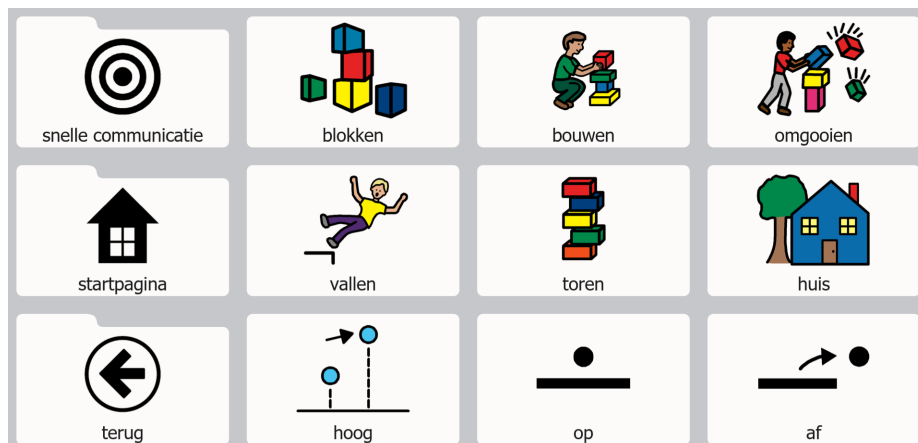 snelle communicatie
blokken
bouwen
omgooien
startpagina
vallen
toren
huis
terug
hoog
op
af